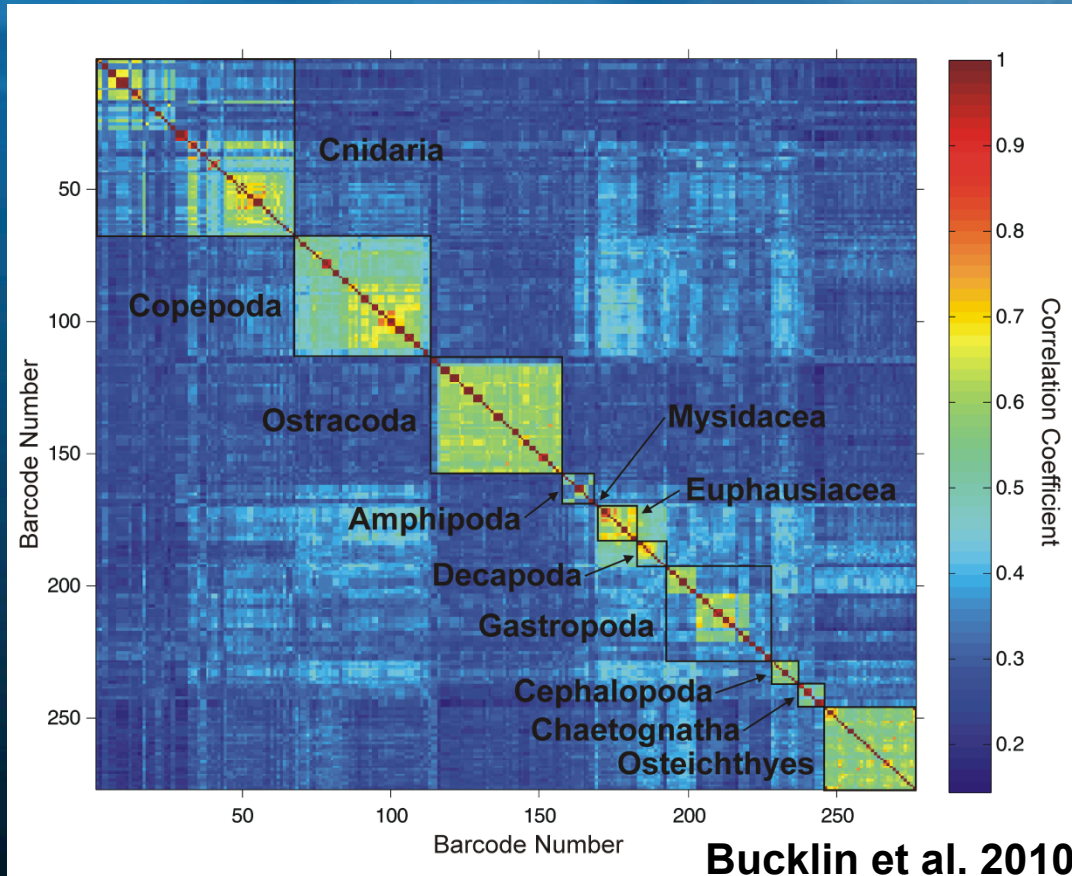 Cnidaria
Copepoda
Ostracoda
Mysidacea
Amphipoda
Euphausiacea
Decapoda
Gastropoda
Cephalopoda
Chaetognatha
Osteichthyes
50
100
150
200
250
Barcode Number
50
100
150
200
250
Barcode Number
1
0.9
0.8
0.7
0.6
0.5
0.4
0.3
0.2
Correlation Coefficient
Bucklin et al. 2010